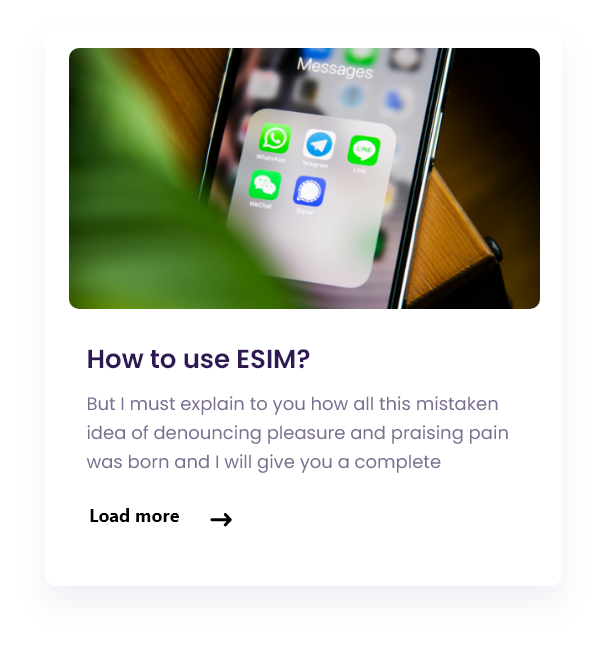 Messages
WhatsApp
Telegram
LINE
LINE
WeChat
Signal
How to use ESIM?
But I must explain to you how all this mistaken
idea of denouncing pleasure and praising pain
was born and I will give you a complete
Load more